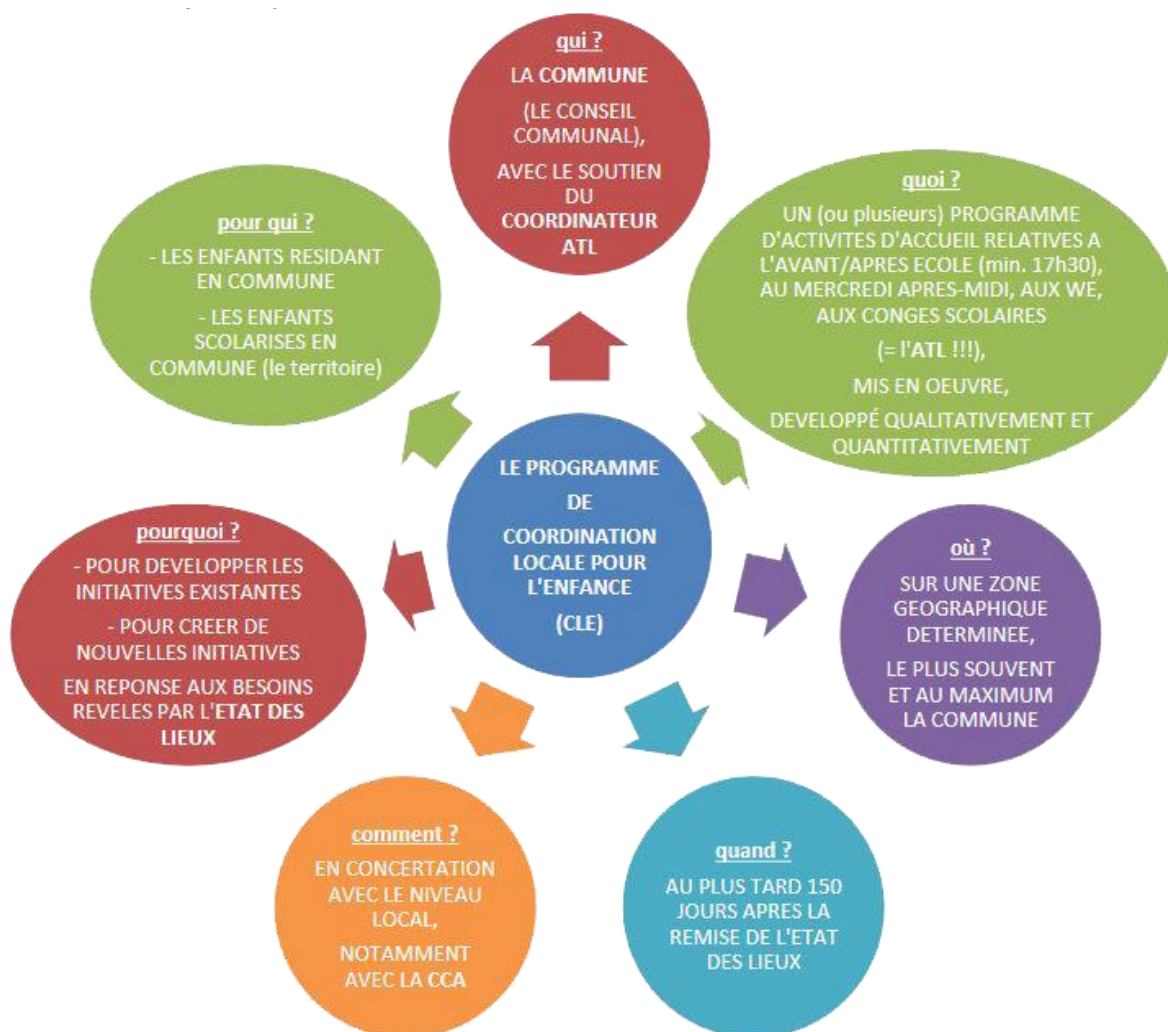 qui ?
LA COMMUNE
(LE CONSEIL
COMMUNAL),
AVEC LE SOUTIEN
DU
COORDINATEUR
ATL
quoi ?
UN (ou plusieurs) PROGRAMME
D'ACTIVITES D'ACCUEIL RELATIVES A
L'AVANT/APRES ECOLE (min. 17h30),
AU MERCREDI APRES-MIDI, AUX WE,
AUX CONGES SCOLAIRES
(= l'ATL !!!),
MIS EN OEUVRE,
DEVELOPPÉ QUALITATIVEMENT ET
QUANTITATIVEMENT
où ?
SUR UNE ZONE
GEOGRAPHIQUE
DETERMINEE,
LE PLUS SOUVENT
ET AU MAXIMUM
LA COMMUNE
quand ?
AU PLUS TARD 150
JOURS APRES LA
REMISE DE L'ETAT
DES LIEUX
comment ?
EN CONCERTATION
AVEC LE NIVEAU
LOCAL,
NOTAMMENT
AVEC LA CCA
pourquoi ?
- POUR DEVELOPPER LES
INITIATIVES EXISTANTES
- POUR CREER DE
NOUVELLES INITIATIVES
EN REPONSE AUX BESOINS
REVELES PAR L'ETAT DES
LIEUX
pour qui ?
- LES ENFANTS RESIDANT
EN COMMUNE
- LES ENFANTS
SCOLARISES EN
COMMUNE (le territoire)
LE PROGRAMME
DE
COORDINATION
LOCALE POUR
L'ENFANCE
(CLE)